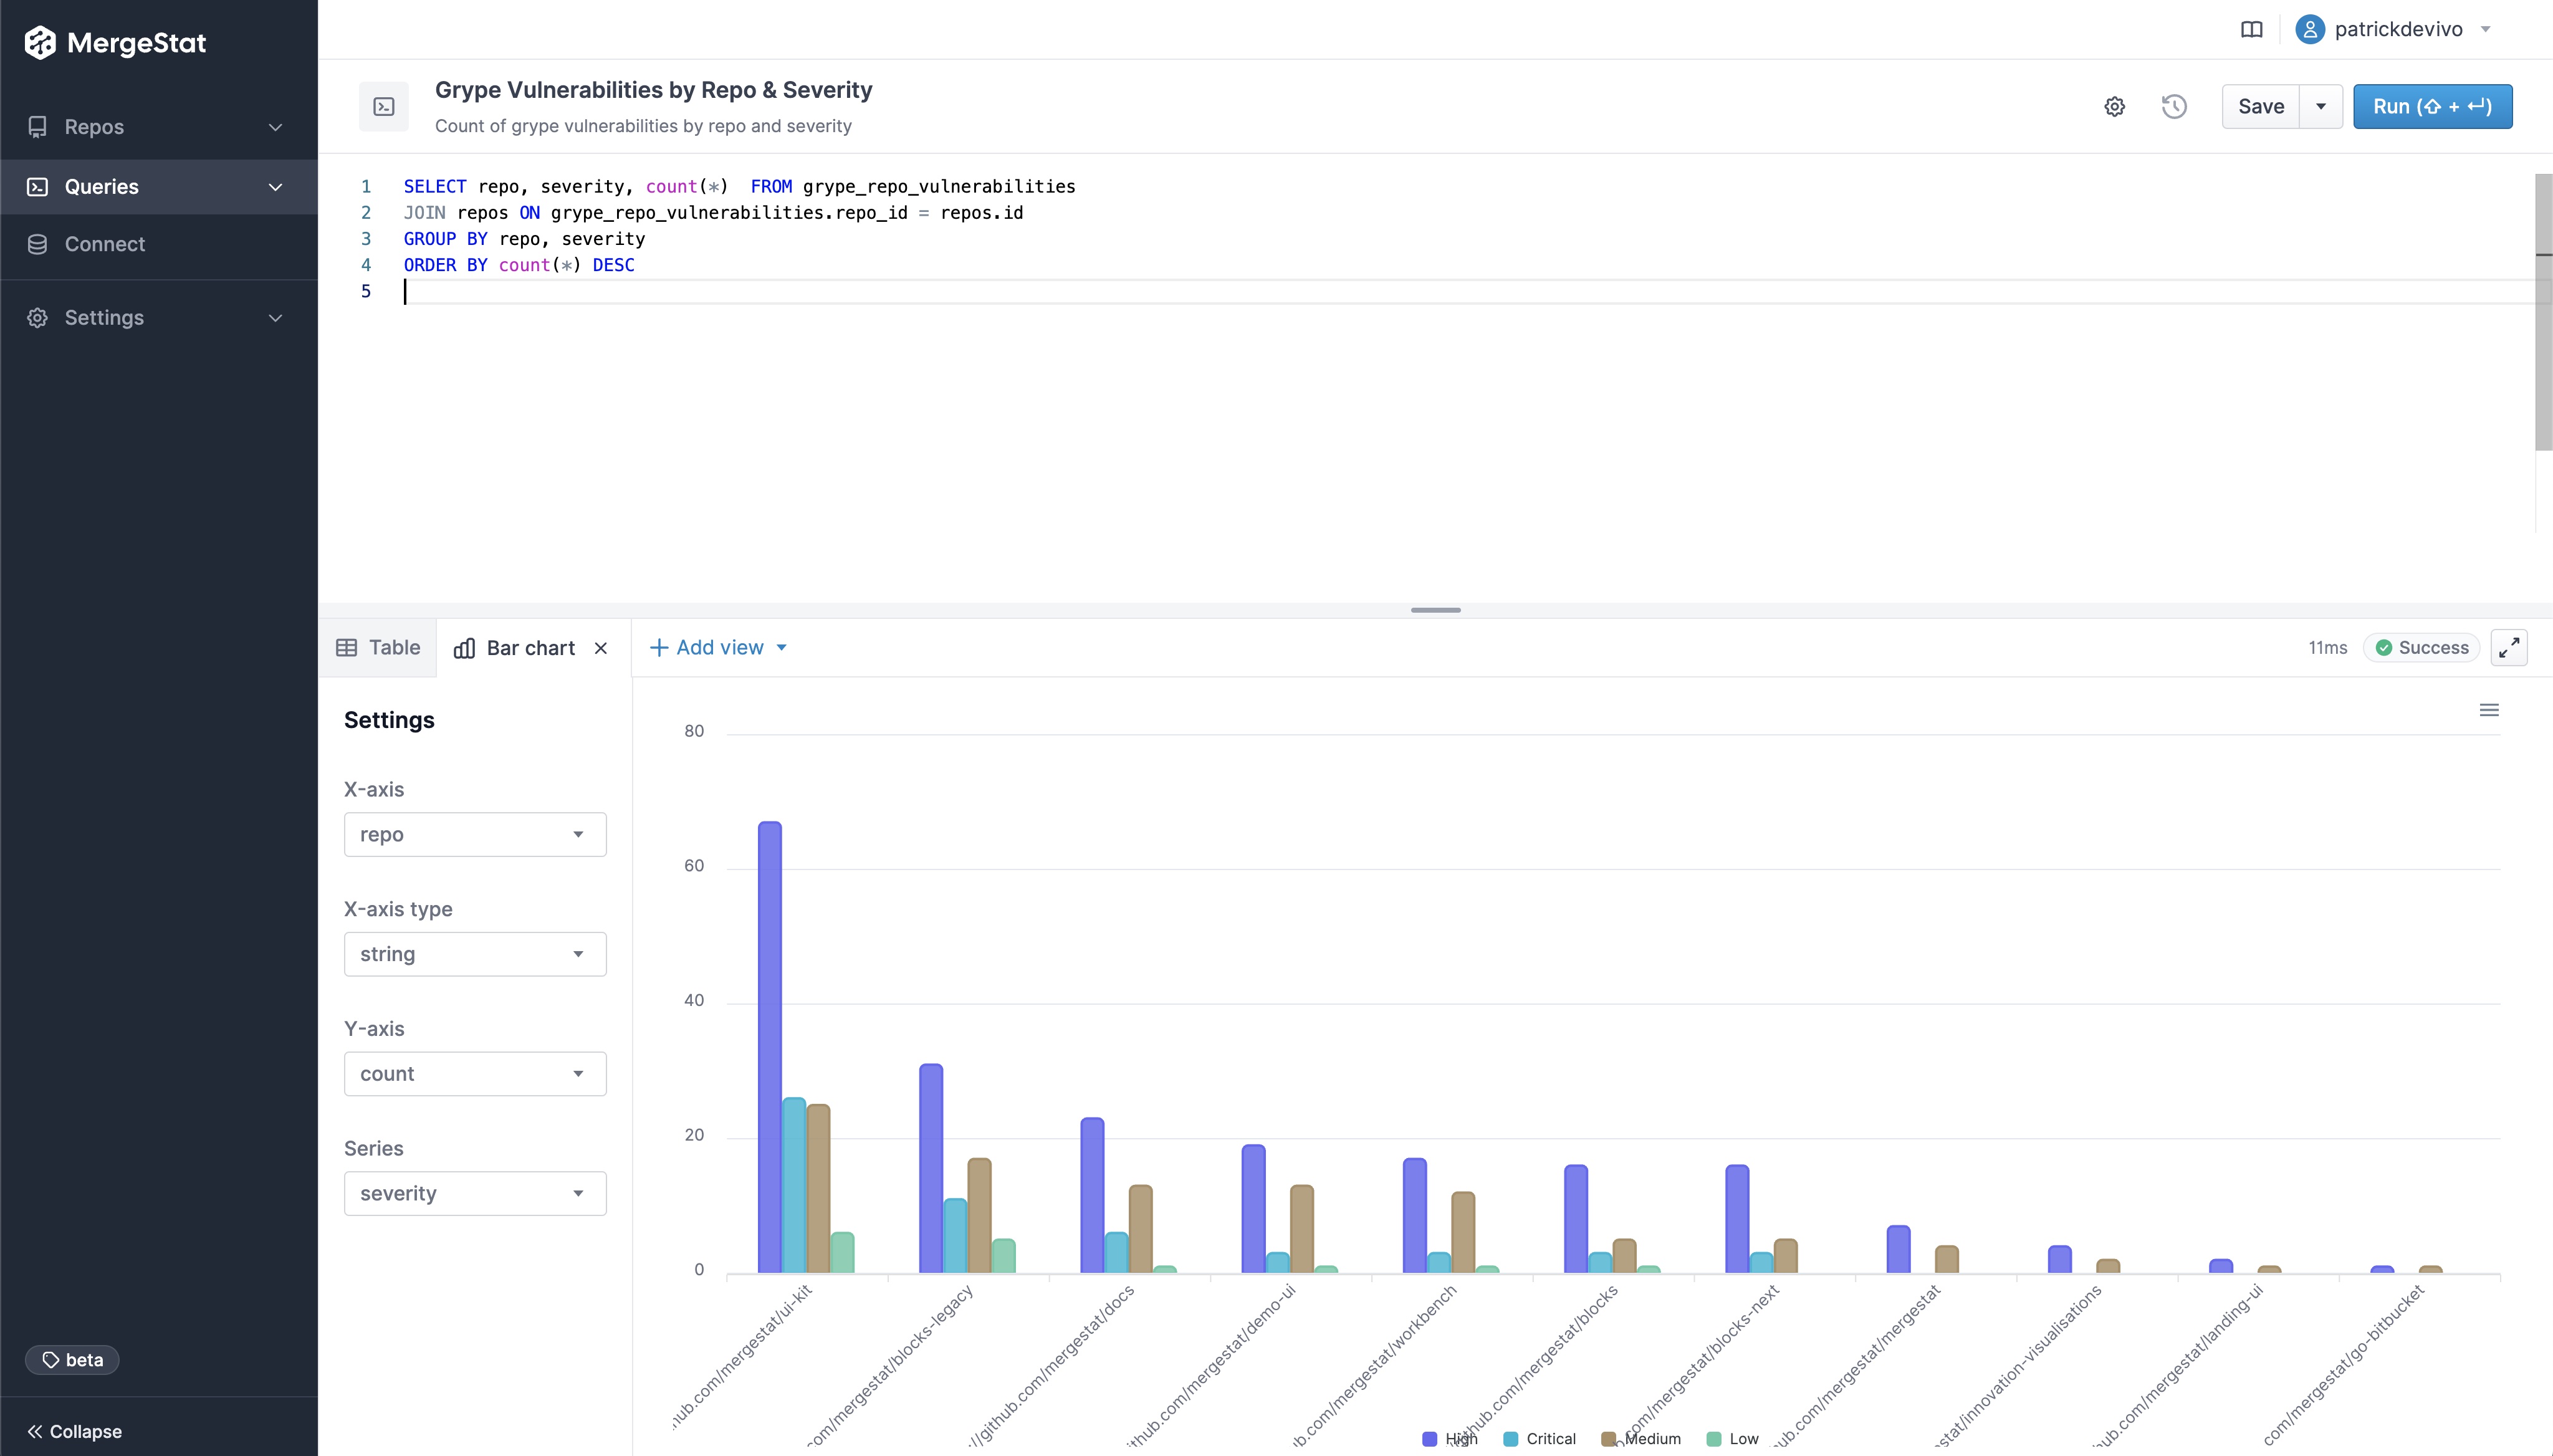 MergeStat
Repos
Queries
Connect
Settings
beta
Collapse
patrickdevivo
Grype Vulnerabilities by Repo & Severity
Count of grype vulnerabilities by repo and severity
Save
Run (⇧ + ↵)
1 SELECT repo, severity, count(*)  FROM grype_repo_vulnerabilities
2 JOIN repos ON grype_repo_vulnerabilities.repo_id = repos.id
3 GROUP BY repo, severity
4 ORDER BY count(*) DESC
5
Table
Bar chart
Add view
11ms
Success
Settings
X-axis
repo
X-axis type
string
Y-axis
count
Series
severity
80
60
40
20
0
hub.com/mergestat/ui-kit
com/mergestat/blocks-legacy
//github.com/mergestat/docs
ithub.com/mergestat/demo-ui
ub.com/mergestat/workbench
github.com/mergestat/blocks
.com/mergestat/blocks-next
hub.com/mergestat/mergestat
stat/innovation-visualisations
ub.com/mergestat/landing-ui
com/mergestat/go-bitbucket
High
Critical
Medium
Low